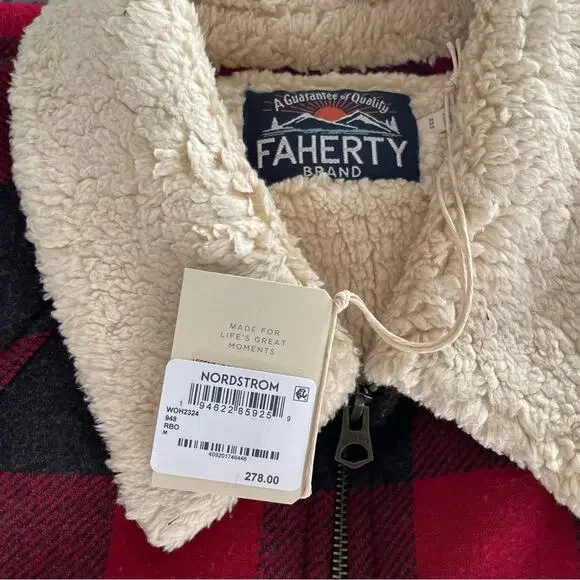 A Guarantee of Quality
FAHERTY
BRAND
MADE FOR
LIFE'S GREAT
MOMENTS
NORDSTROM
1 94622 85925 9
WOH2324
948
RBO
M
409201746446
278.00